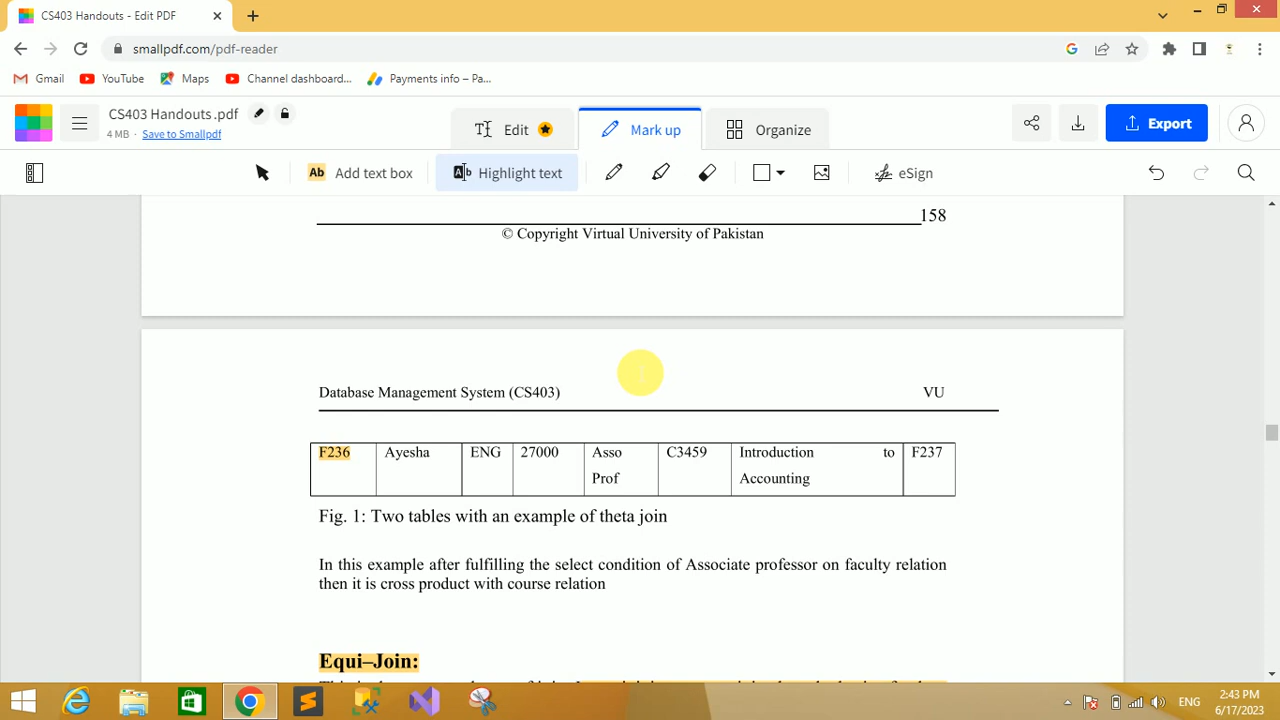 CS403 Handouts - Edit PDF
smallpdf.com/pdf-reader
Gmail YouTube Maps Channel dashboard... Payments info – Pa...
CS403 Handouts .pdf
4 MB · Save to Smallpdf
Edit Mark up Organize
Export
Ab Add text box Highlight text eSign
158
© Copyright Virtual University of Pakistan
Database Management System (CS403) VU
F236 Ayesha ENG 27000 Asso C3459 Introduction to F237
Prof Accounting
Fig. 1: Two tables with an example of theta join
In this example after fulfilling the select condition of Associate professor on faculty relation
then it is cross product with course relation
Equi–Join:
ENG
2:43 PM
6/17/2023